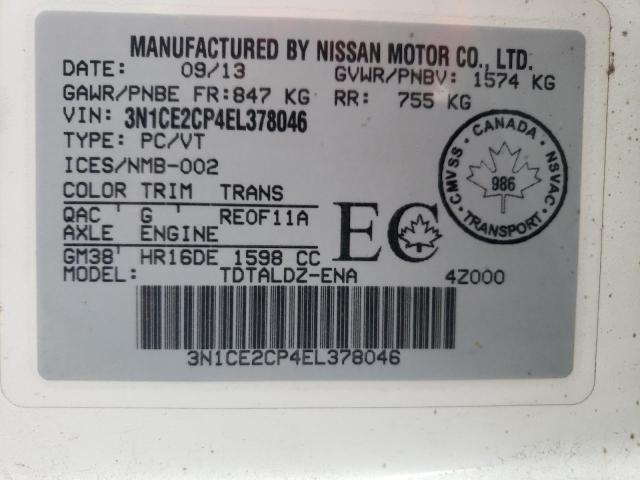 MANUFACTURED BY NISSAN MOTOR CO., LTD.
DATE: 09/13 GVWR/PNBV: 1574 KG
GAWR/PNBE FR:847 KG RR: 755 KG
VIN: 3N1CE2CP4EL378046
TYPE: PC/VT
ICES/NMB-002
COLOR TRIM TRANS
QAC ' G ' RE0F11A
AXLE ENGINE
GM38' HR16DE 1598 CC
MODEL: TDTALDZ-ENA 4Z000
EC
CANADA
CMVSS NSVAC
986
TRANSPORT
3N1CE2CP4EL378046